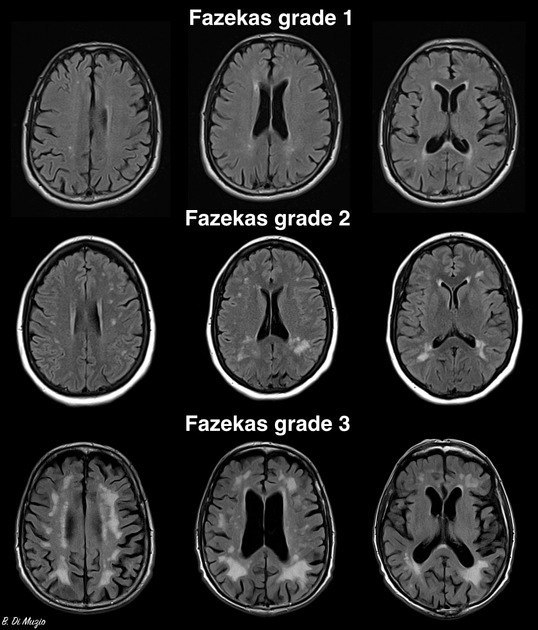 Fazekas grade 1
Fazekas grade 2
Fazekas grade 3
B. Di Muzio